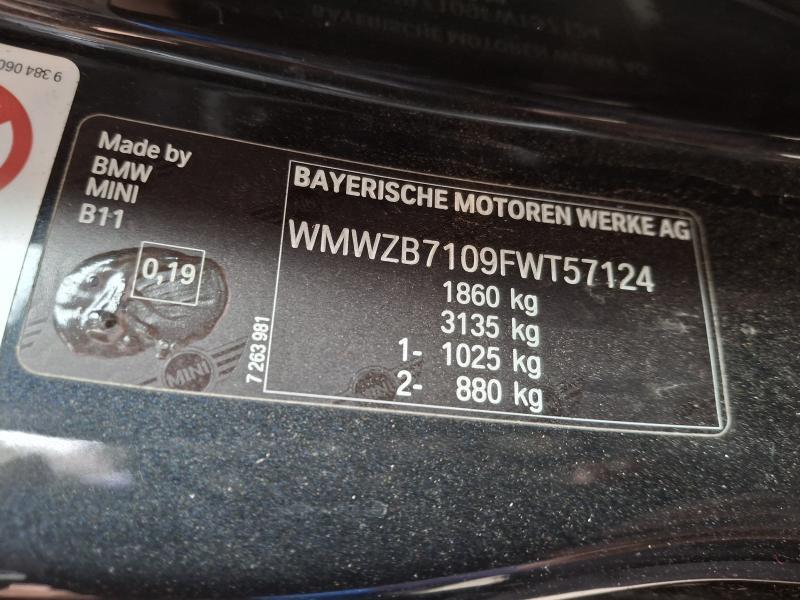 9 384 060
Made by
BMW
MINI
B11
0,19
7 263 981
MINI
BAYERISCHE MOTOREN WERKE AG
WMWZB7109FWT57124
1860 kg
3135 kg
1- 1025 kg
2- 880 kg